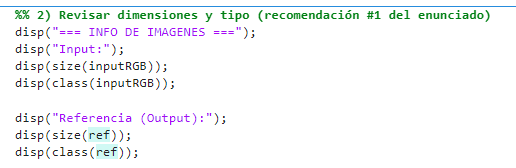 %% 2) Revisar dimensiones y tipo (recomendación #1 del enunciado)
disp("=== INFO DE IMAGENES ===");
disp("Input:");
disp(size(inputRGB));
disp(class(inputRGB));
disp("Referencia (Output):");
disp(size(ref));
disp(class(ref));